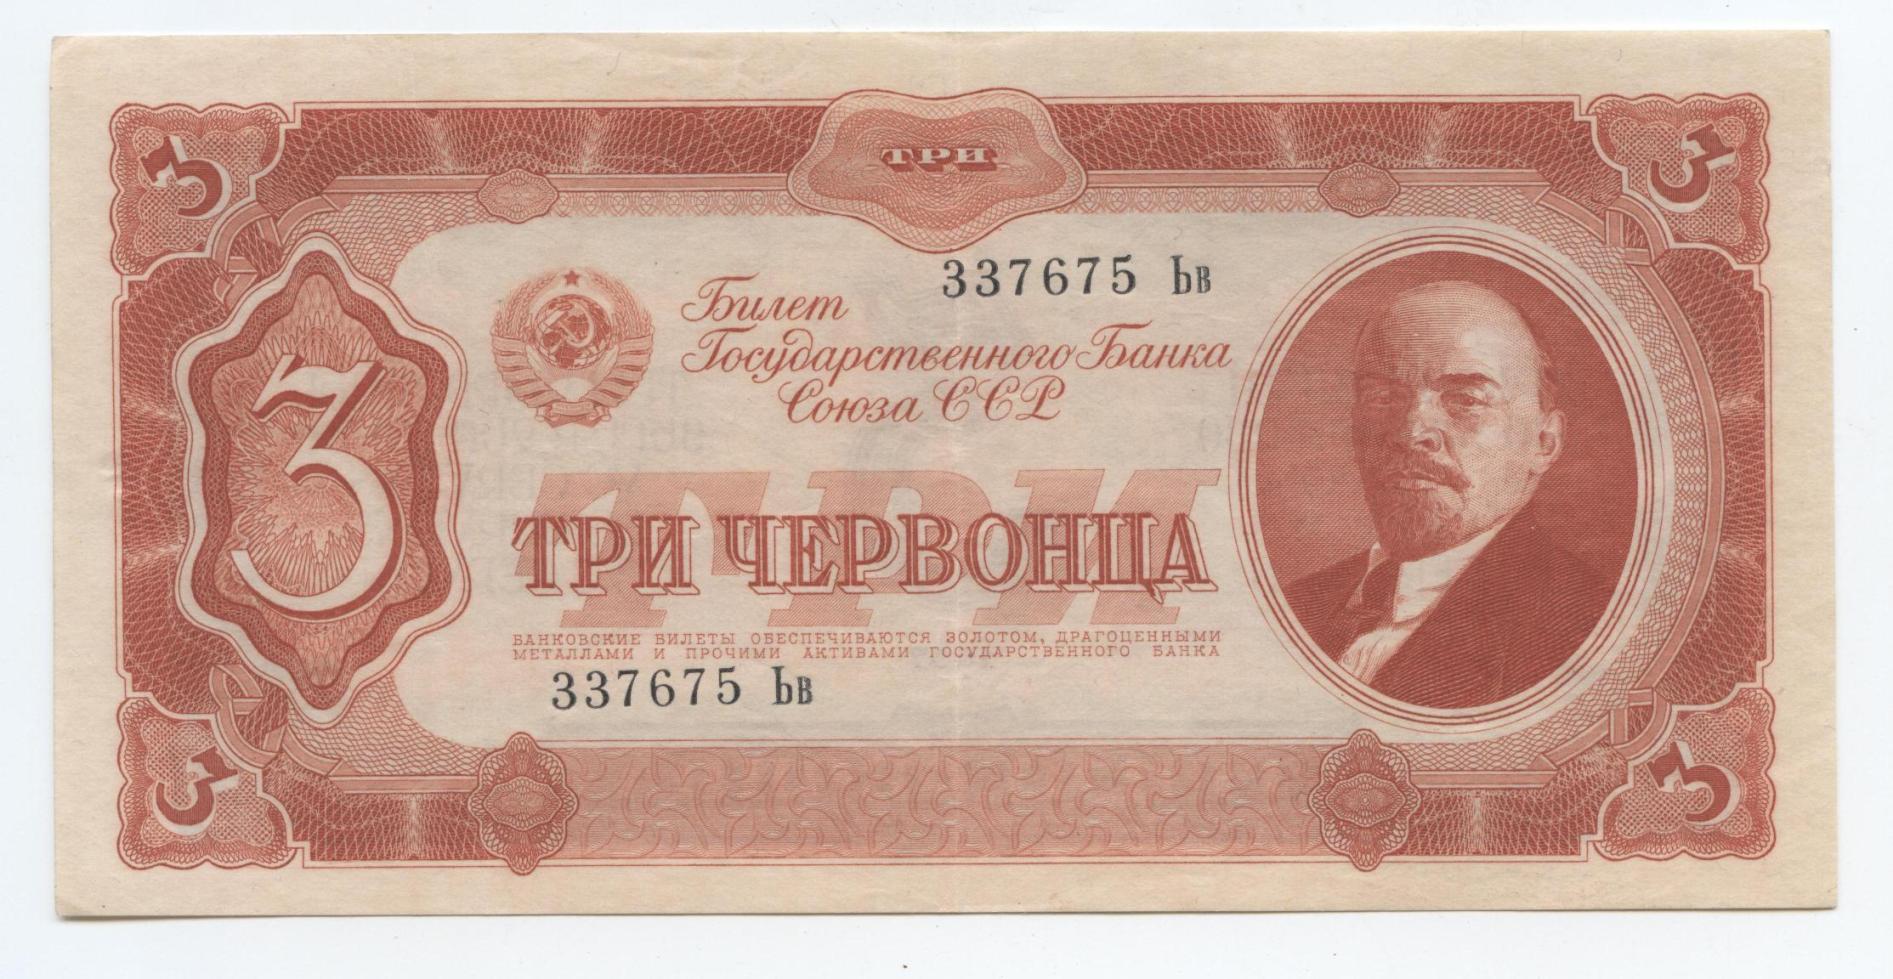 3
ТРИ
3
337675 Ьв
Билет
Государственного Банка
Союза ССР
3
ТРИ
ТРИ ЧЕРВОНЦА
БАНКОВСКИЕ БИЛЕТЫ ОБЕСПЕЧИВАЮТСЯ ЗОЛОТОМ, ДРАГОЦЕННЫМИ
МЕТАЛЛАМИ И ПРОЧИМИ АКТИВАМИ ГОСУДАРСТВЕННОГО БАНКА
337675 Ьв
3
3